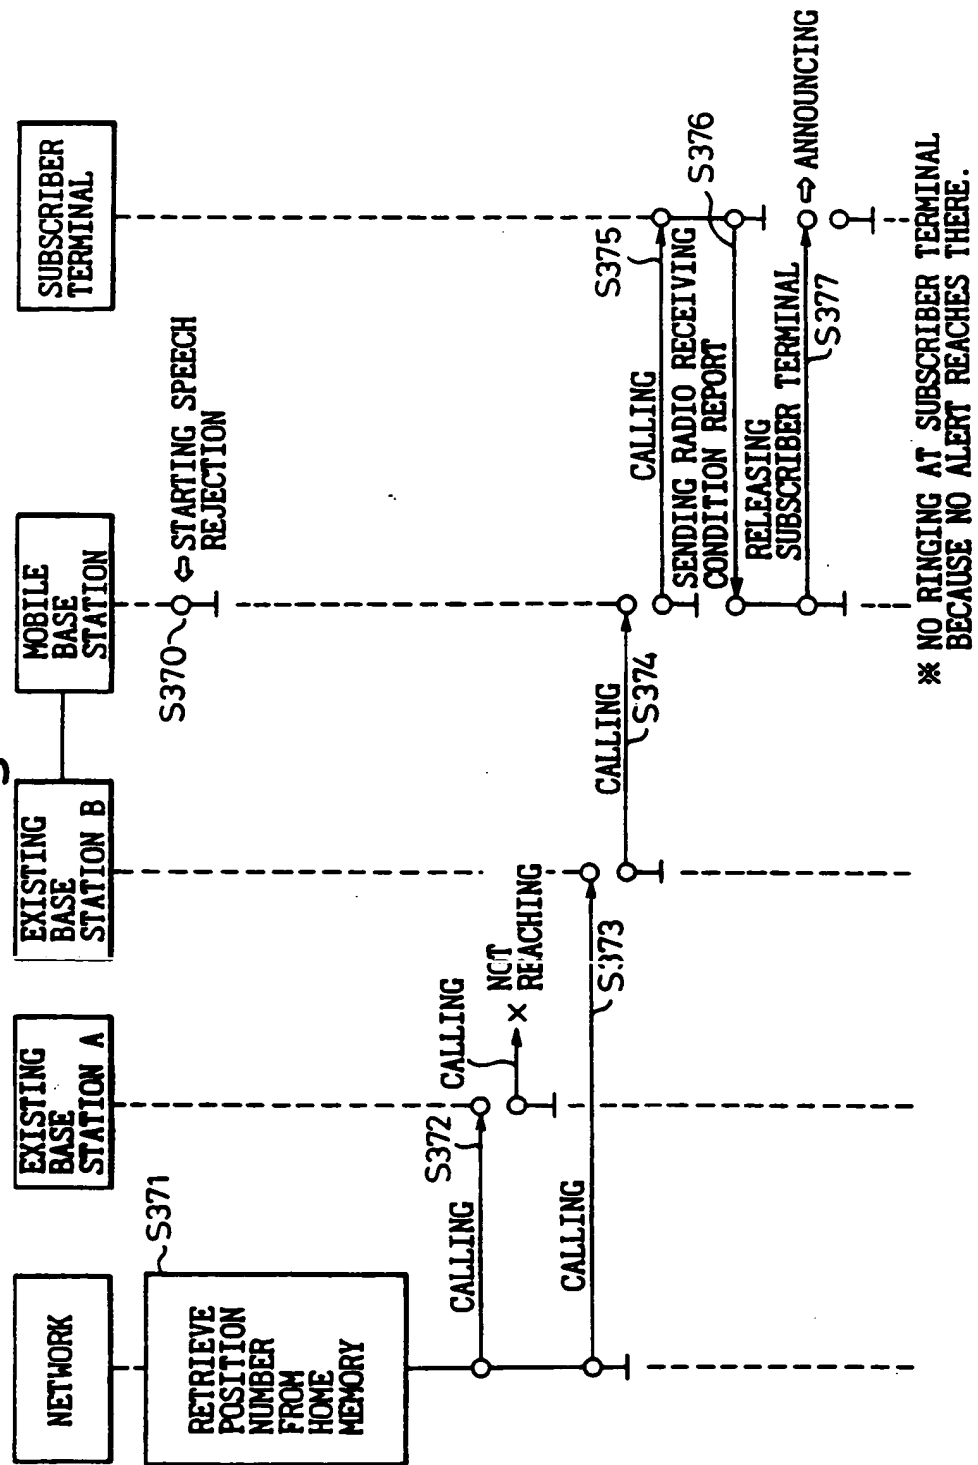 NETWORK
EXISTING
BASE
STATION A
EXISTING
BASE
STATION B
MOBILE
BASE
STATION
SUBSCRIBER
TERMINAL
S370
⇦ STARTING SPEECH
REJECTION
S371
RETRIEVE
POSITION
NUMBER
FROM
HOME
MEMORY
CALLING
S372
CALLING
× NOT
REACHING
CALLING
S373
CALLING
S374
CALLING
S375
SENDING RADIO RECEIVING
CONDITION REPORT
S376
RELEASING
SUBSCRIBER TERMINAL
S377
⇨ ANNOUNCING
※ NO RINGING AT SUBSCRIBER TERMINAL
BECAUSE NO ALERT REACHES THERE.